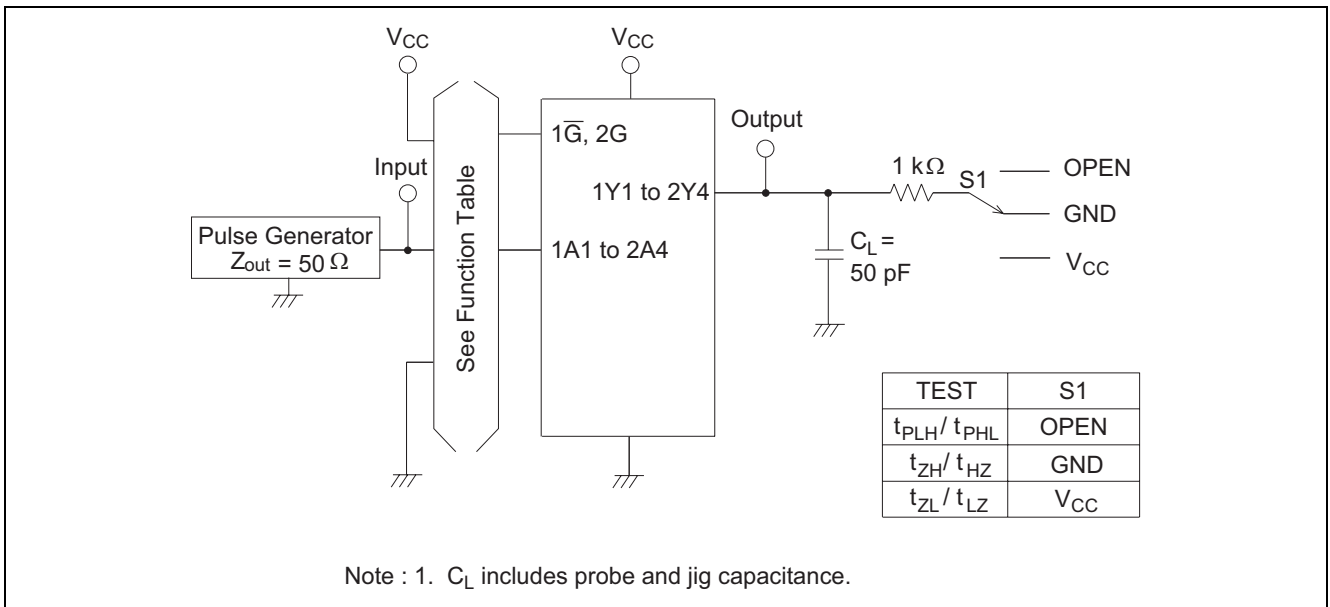 VCC
VCC
Input
Pulse Generator
Zout = 50 Ω
See Function Table
1G̅, 2G
1Y1 to 2Y4
1A1 to 2A4
Output
1 kΩ
S1
OPEN
GND
VCC
CL =
50 pF
TEST S1
tPLH / tPHL OPEN
tZH / tHZ GND
tZL / tLZ VCC
Note : 1. CL includes probe and jig capacitance.